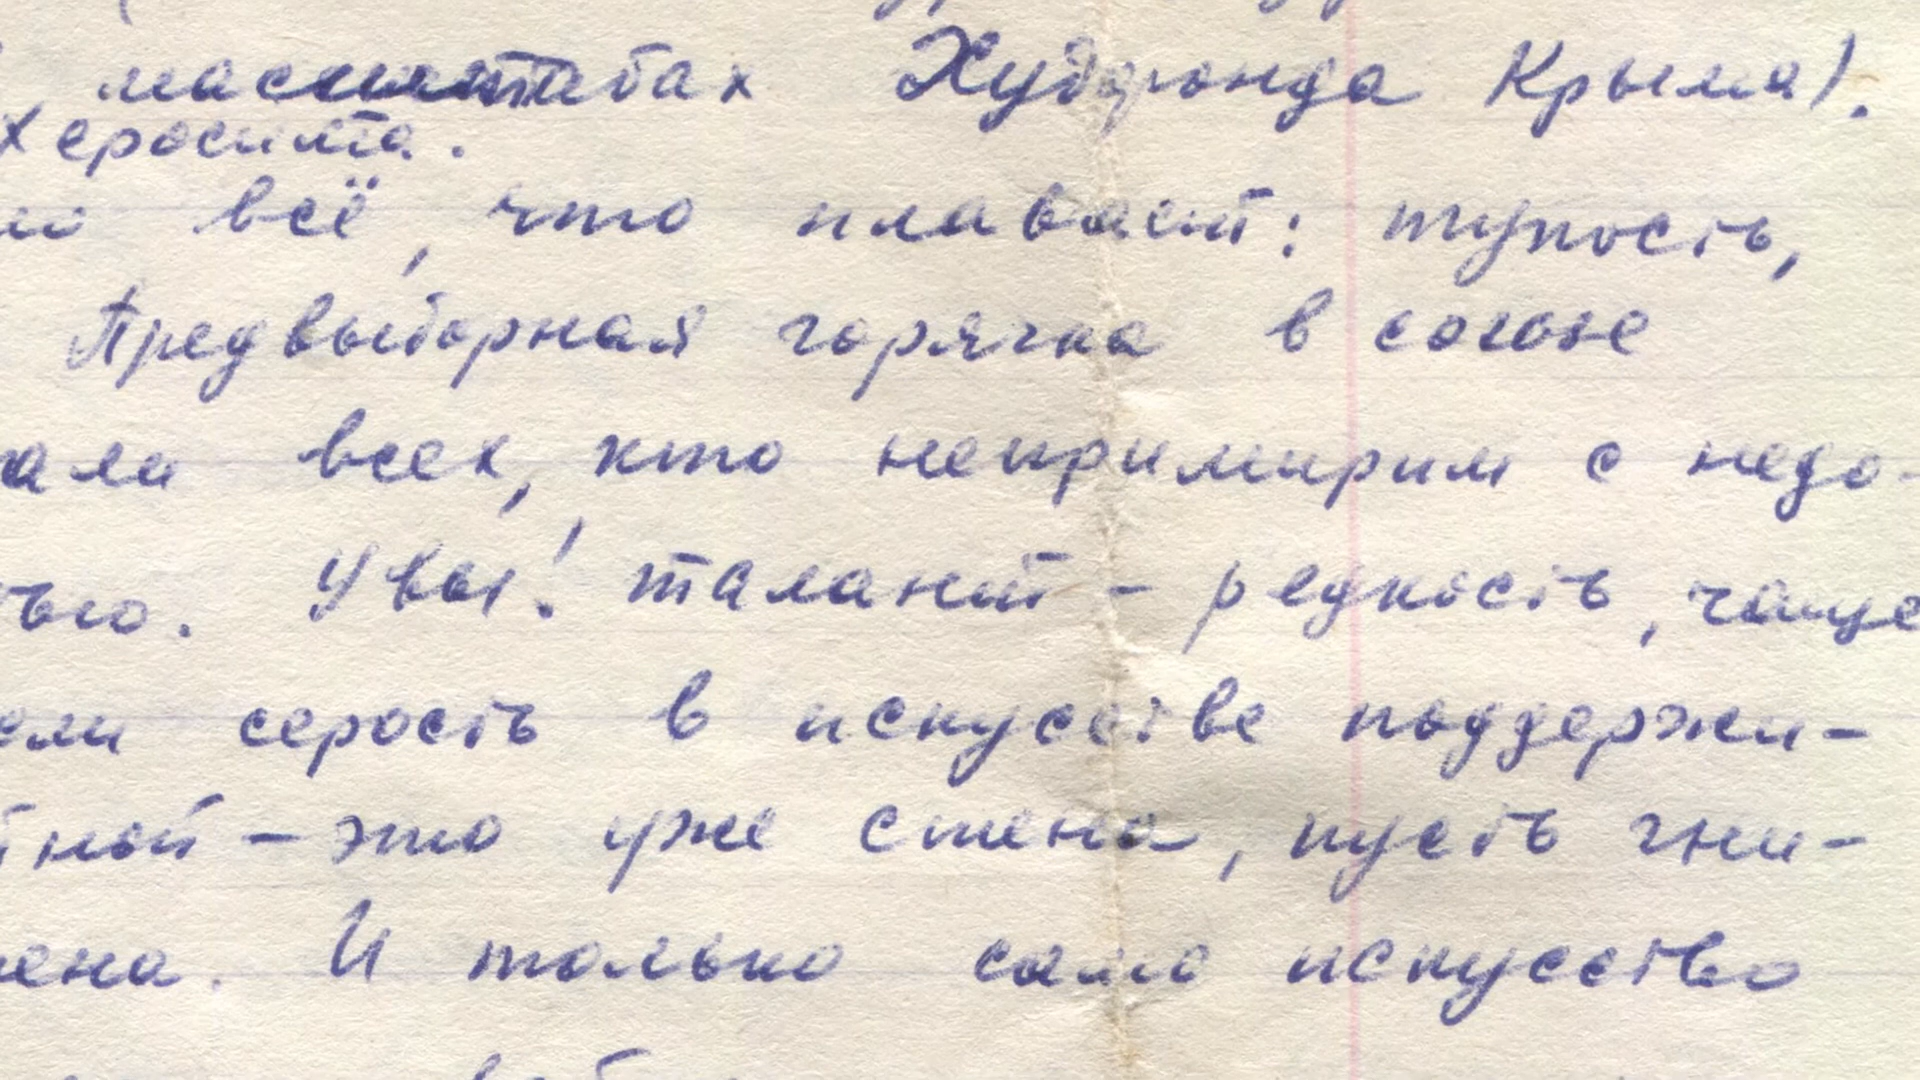 масштабах Худфонда Крыма).
всё, что плавает: тупость,
Предвыборная горячка в союзе
всех, кто непримирим с недо-
Увы! талант - редкость, чаще
серость в искусстве поддержи-
ной - это уже стена, пусть гни-
И только само искусство